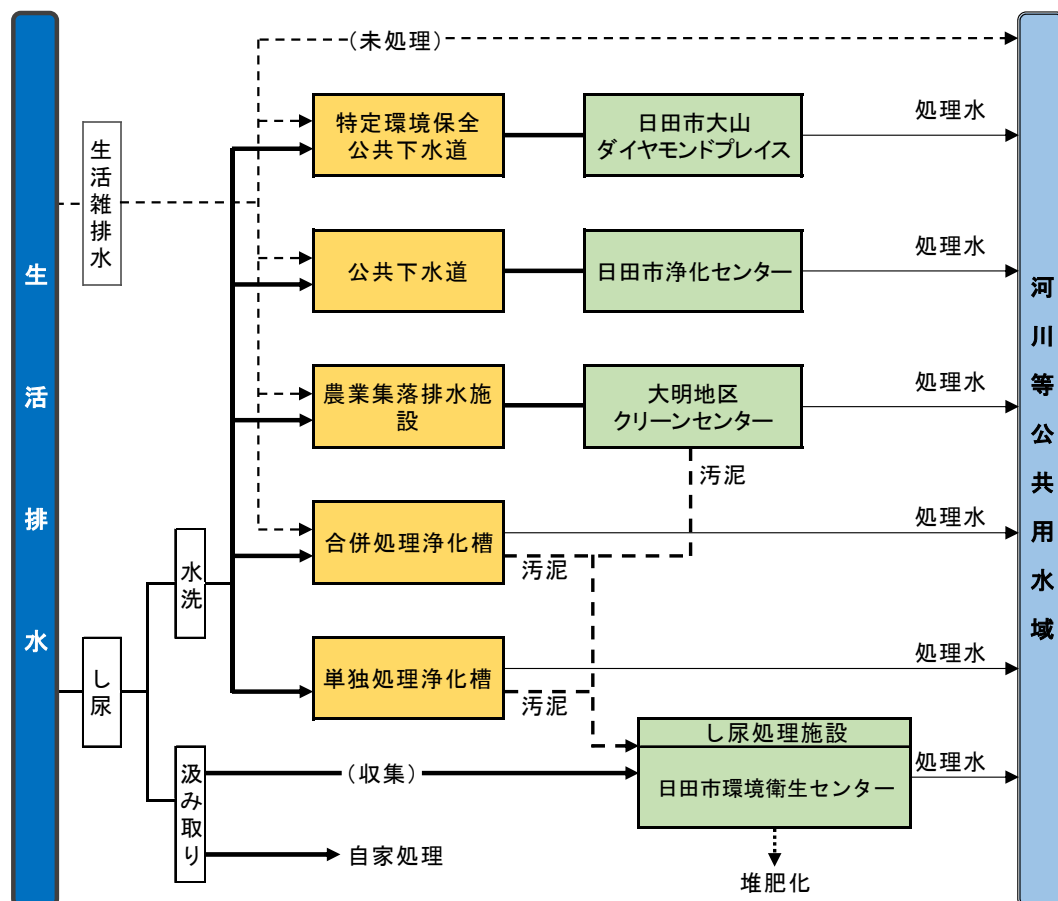 生活排水
生活雑排水
し尿
水洗
汲み取り
(未処理)
特定環境保全
公共下水道
日田市大山
ダイヤモンドプレイス
処理水
公共下水道
日田市浄化センター
処理水
農業集落排水施
設
大明地区
クリーンセンター
処理水
汚泥
合併処理浄化槽
処理水
汚泥
単独処理浄化槽
処理水
汚泥
し尿処理施設
日田市環境衛生センター
処理水
(収集)
自家処理
堆肥化
河川等公共用水域